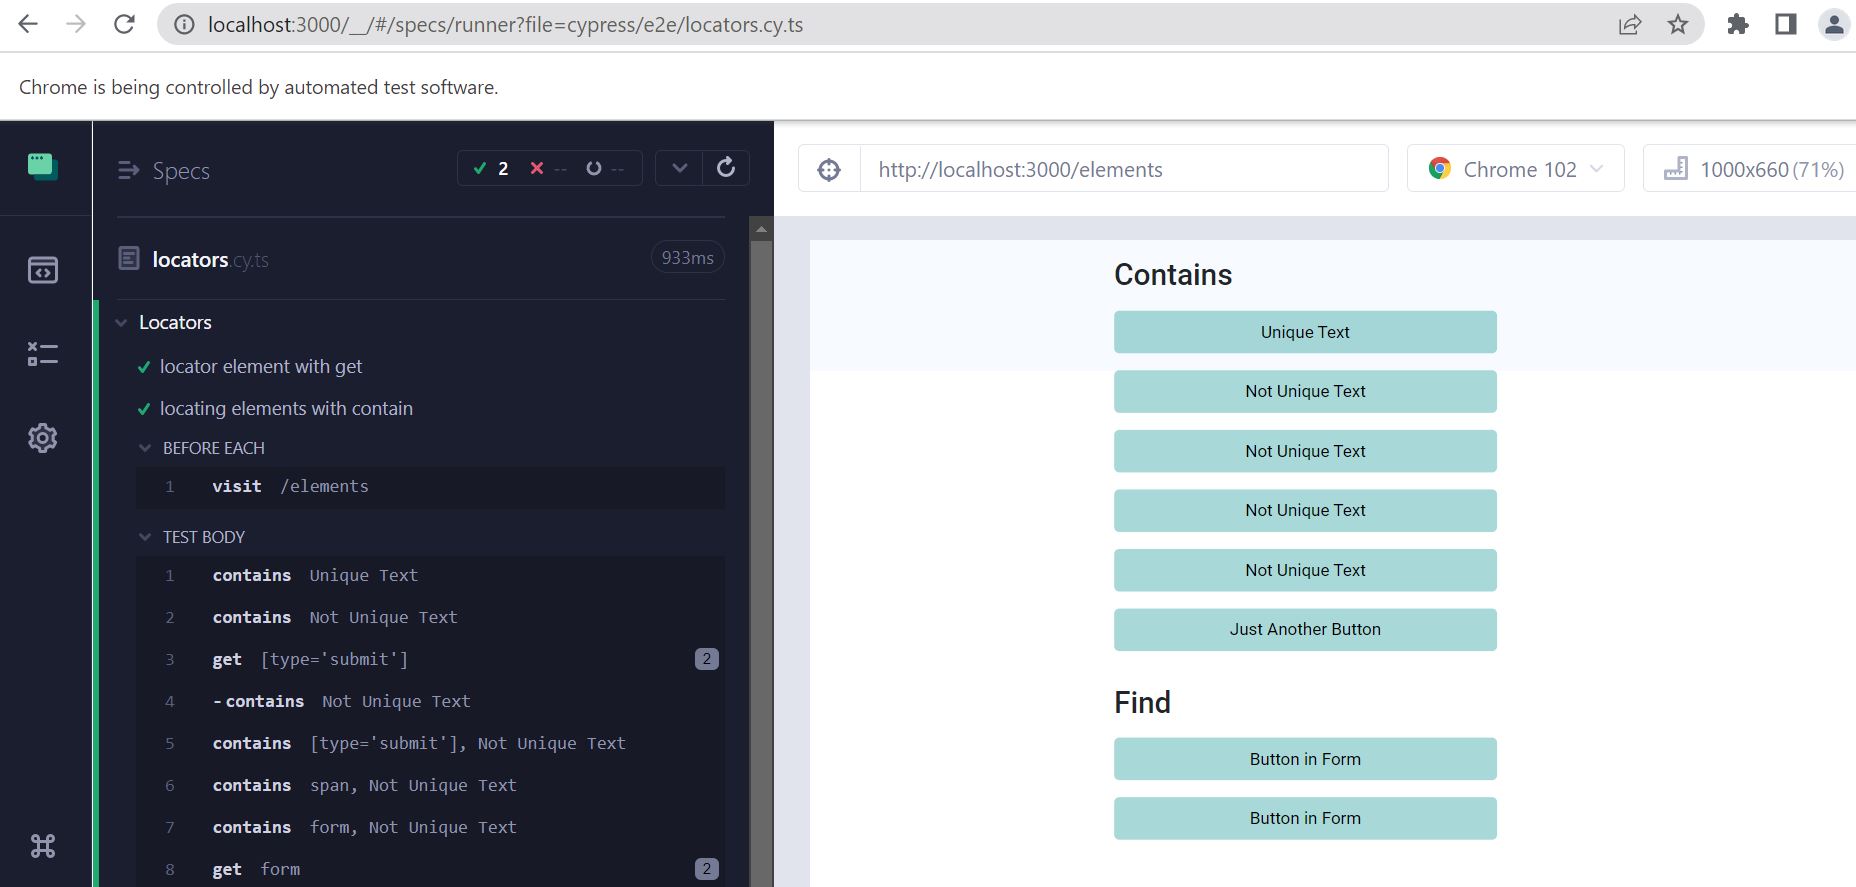 localhost:3000/__/#/specs/runner?file=cypress/e2e/locators.cy.ts
Chrome is being controlled by automated test software.
Specs
2 -- --
http://localhost:3000/elements
Chrome 102
1000x660 (71%)
locators.cy.ts
933ms
Locators
locator element with get
locating elements with contain
BEFORE EACH
1 visit /elements
TEST BODY
1 contains Unique Text
2 contains Not Unique Text
3 get [type='submit'] 2
4 -contains Not Unique Text
5 contains [type='submit'], Not Unique Text
6 contains span, Not Unique Text
7 contains form, Not Unique Text
8 get form 2
Contains
Unique Text
Not Unique Text
Not Unique Text
Not Unique Text
Not Unique Text
Just Another Button
Find
Button in Form
Button in Form